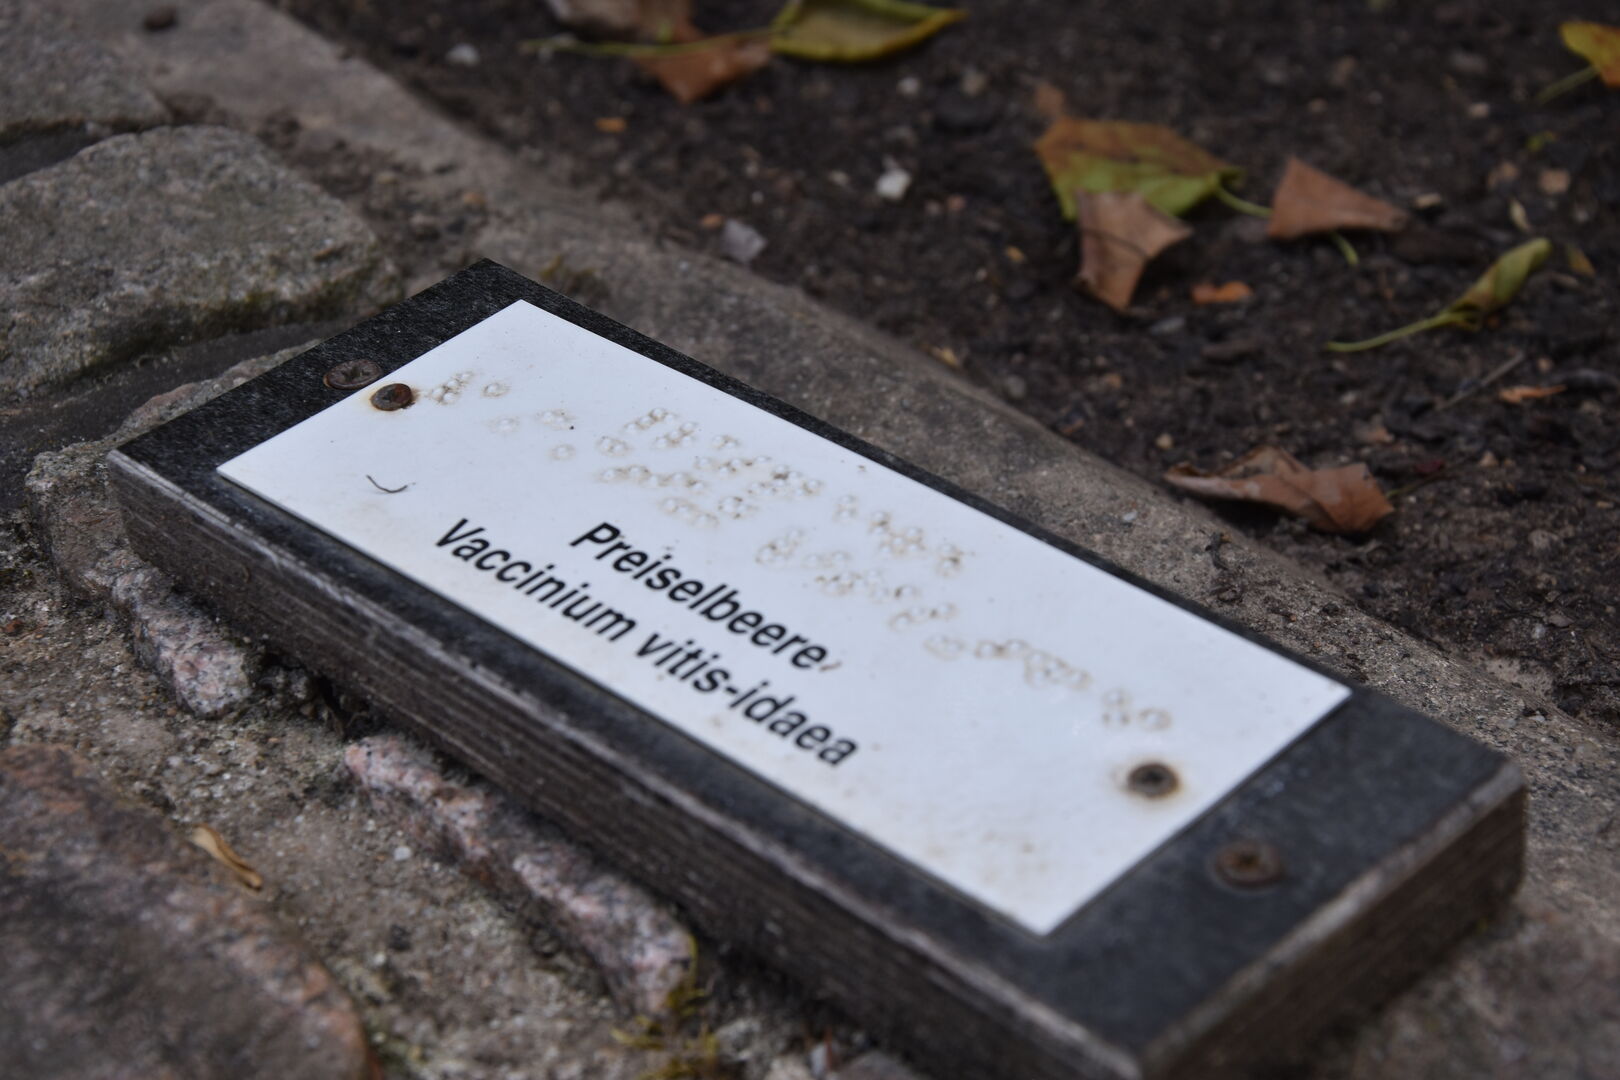 Preiselbeere
Vaccinium vitis-idaea